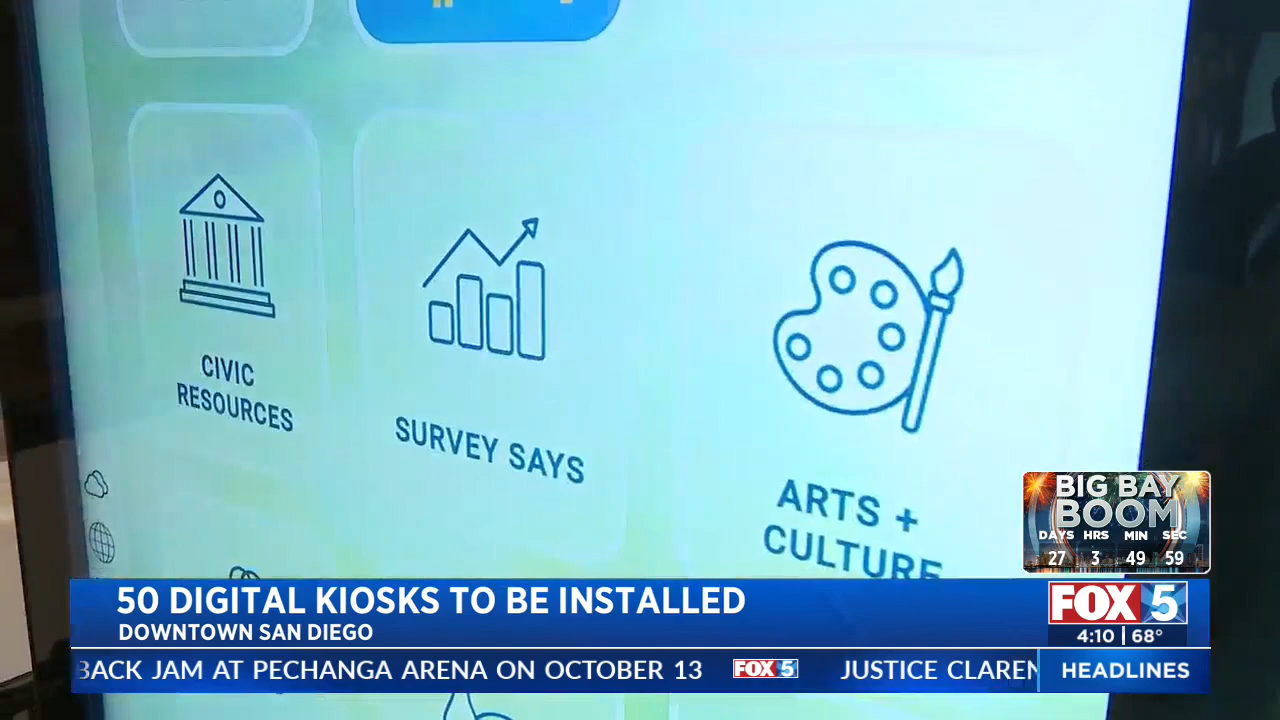 CIVIC
RESOURCES
SURVEY SAYS
ARTS +
CULTURE
BIG BAY
BOOM
DAYS HRS MIN SEC
27 3 49 59
50 DIGITAL KIOSKS TO BE INSTALLED
DOWNTOWN SAN DIEGO
FOX 5
4:10 | 68°
BACK JAM AT PECHANGA ARENA ON OCTOBER 13 FOX 5 JUSTICE CLAREN
HEADLINES